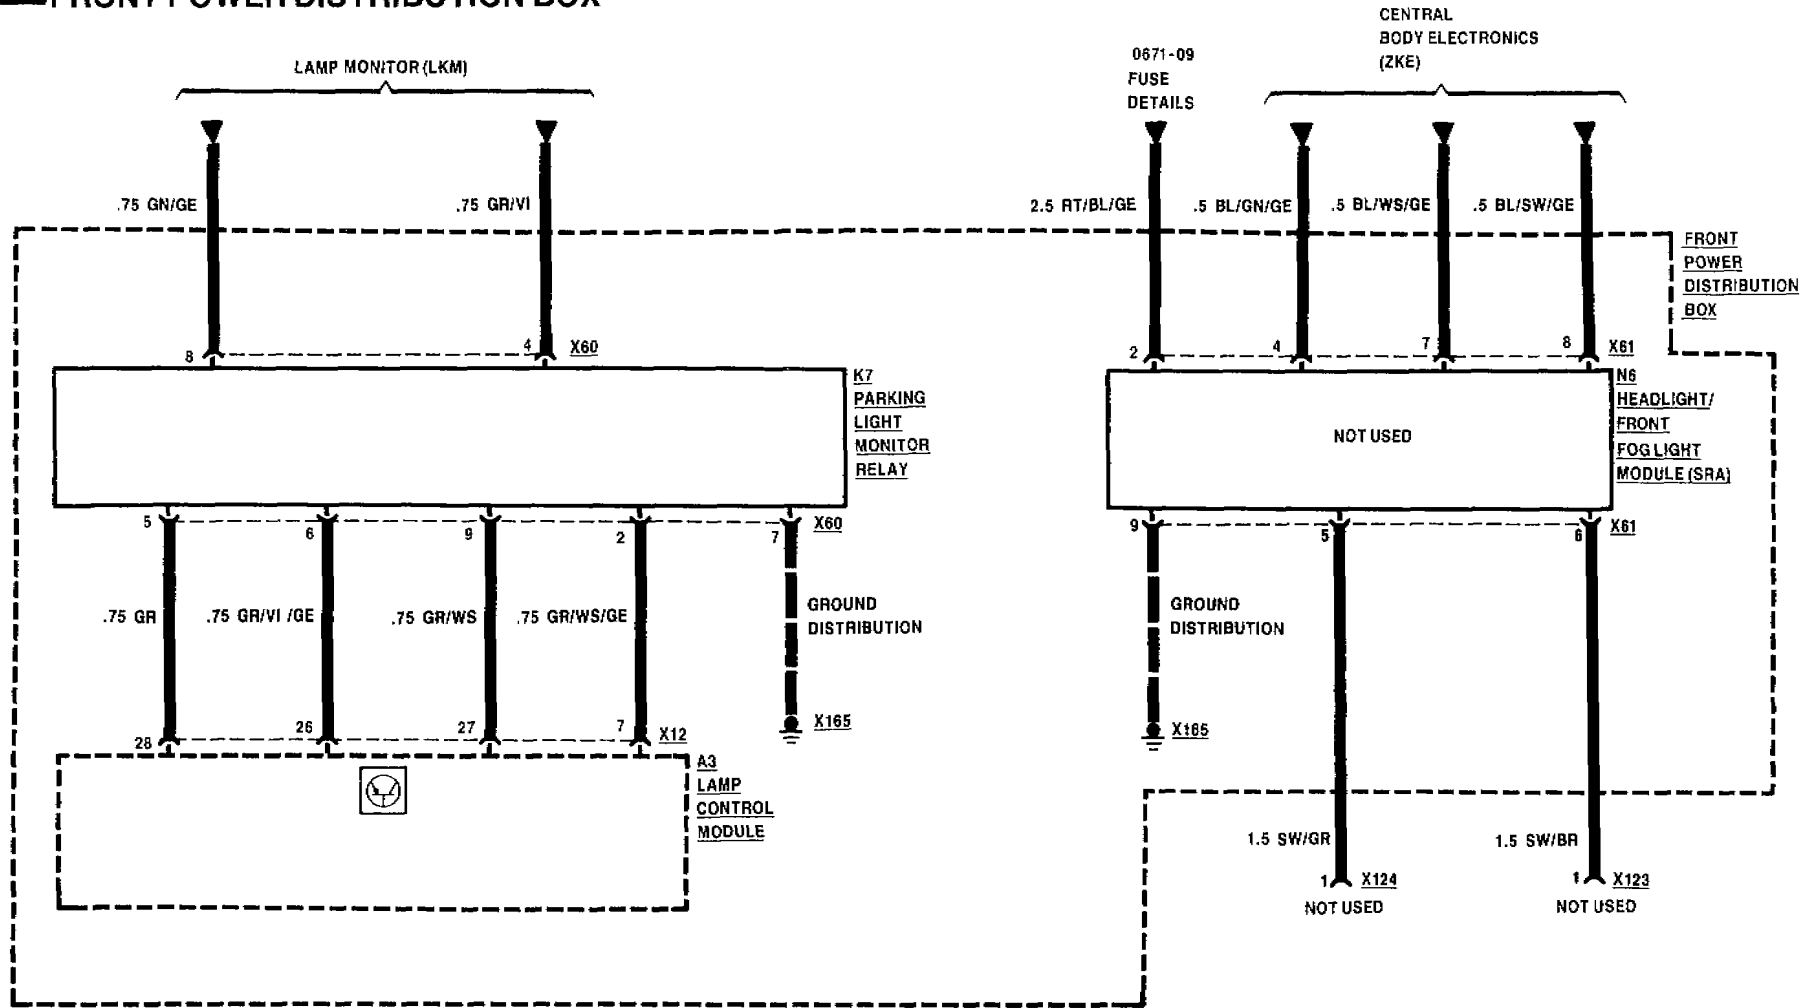 POWER DISTRIBUTION BOX
LAMP MONITOR (LKM)
0671-09
FUSE
DETAILS
CENTRAL
BODY ELECTRONICS
(ZKE)
.75 GN/GE
.75 GR/VI
2.5 RT/BL/GE
.5 BL/GN/GE
.5 BL/WS/GE
.5 BL/SW/GE
FRONT
POWER
DISTRIBUTION
BOX
8
4
X60
2
4
7
8
X61
K7
PARKING
LIGHT
MONITOR
RELAY
NOT USED
N6
HEADLIGHT/
FRONT
FOG LIGHT
MODULE (SRA)
5
6
9
2
7
X60
9
5
6
X61
.75 GR
.75 GR/VI /GE
.75 GR/WS
.75 GR/WS/GE
GROUND
DISTRIBUTION
GROUND
DISTRIBUTION
X165
X165
28
26
27
7
X12
A3
LAMP
CONTROL
MODULE
1.5 SW/GR
1.5 SW/BR
1
X124
NOT USED
1
X123
NOT USED